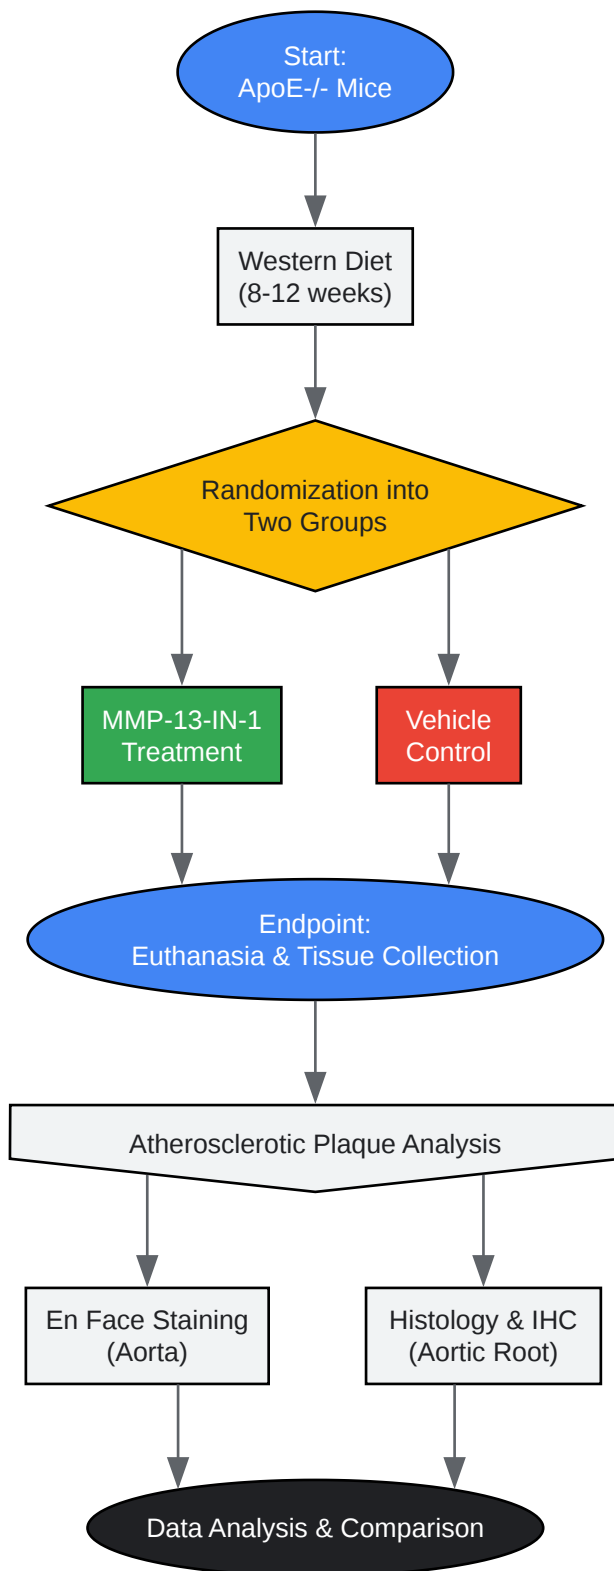 Start:
ApoE-/- Mice
Western Diet
(8-12 weeks)
Randomization into
Two Groups
MMP-13-IN-1
Treatment
Vehicle
Control
Endpoint:
Euthanasia & Tissue Collection
Atherosclerotic Plaque Analysis
En Face Staining
(Aorta)
Histology & IHC
(Aortic Root)
Data Analysis & Comparison